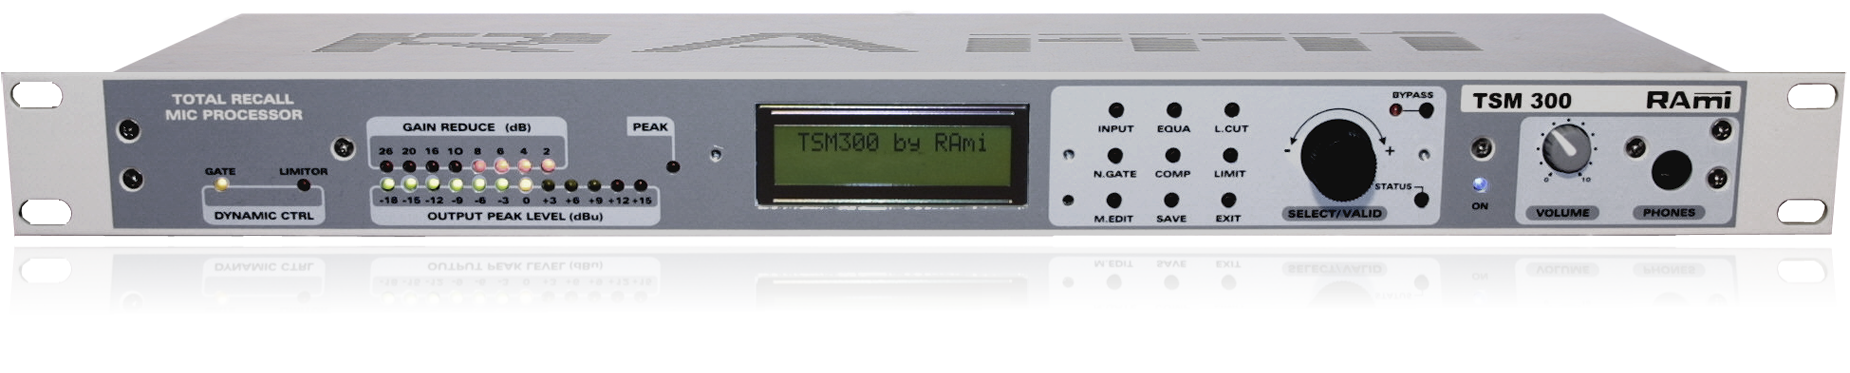 RAmi
TOTAL RECALL
MIC PROCESSOR
GATE LIMITOR
DYNAMIC CTRL
GAIN REDUCE (dB)
26 20 16 10 8 6 4 2
-18 -15 -12 -9 -6 -3 0 +3 +6 +9 +12 +15
OUTPUT PEAK LEVEL (dBu)
PEAK
TSM300 by RAmi
INPUT EQUA L.CUT
N.GATE COMP LIMIT
M.EDIT SAVE EXIT
- +
SELECT/VALID
BYPASS
STATUS
TSM 300 RAmi
ON
0 10
VOLUME
PHONES